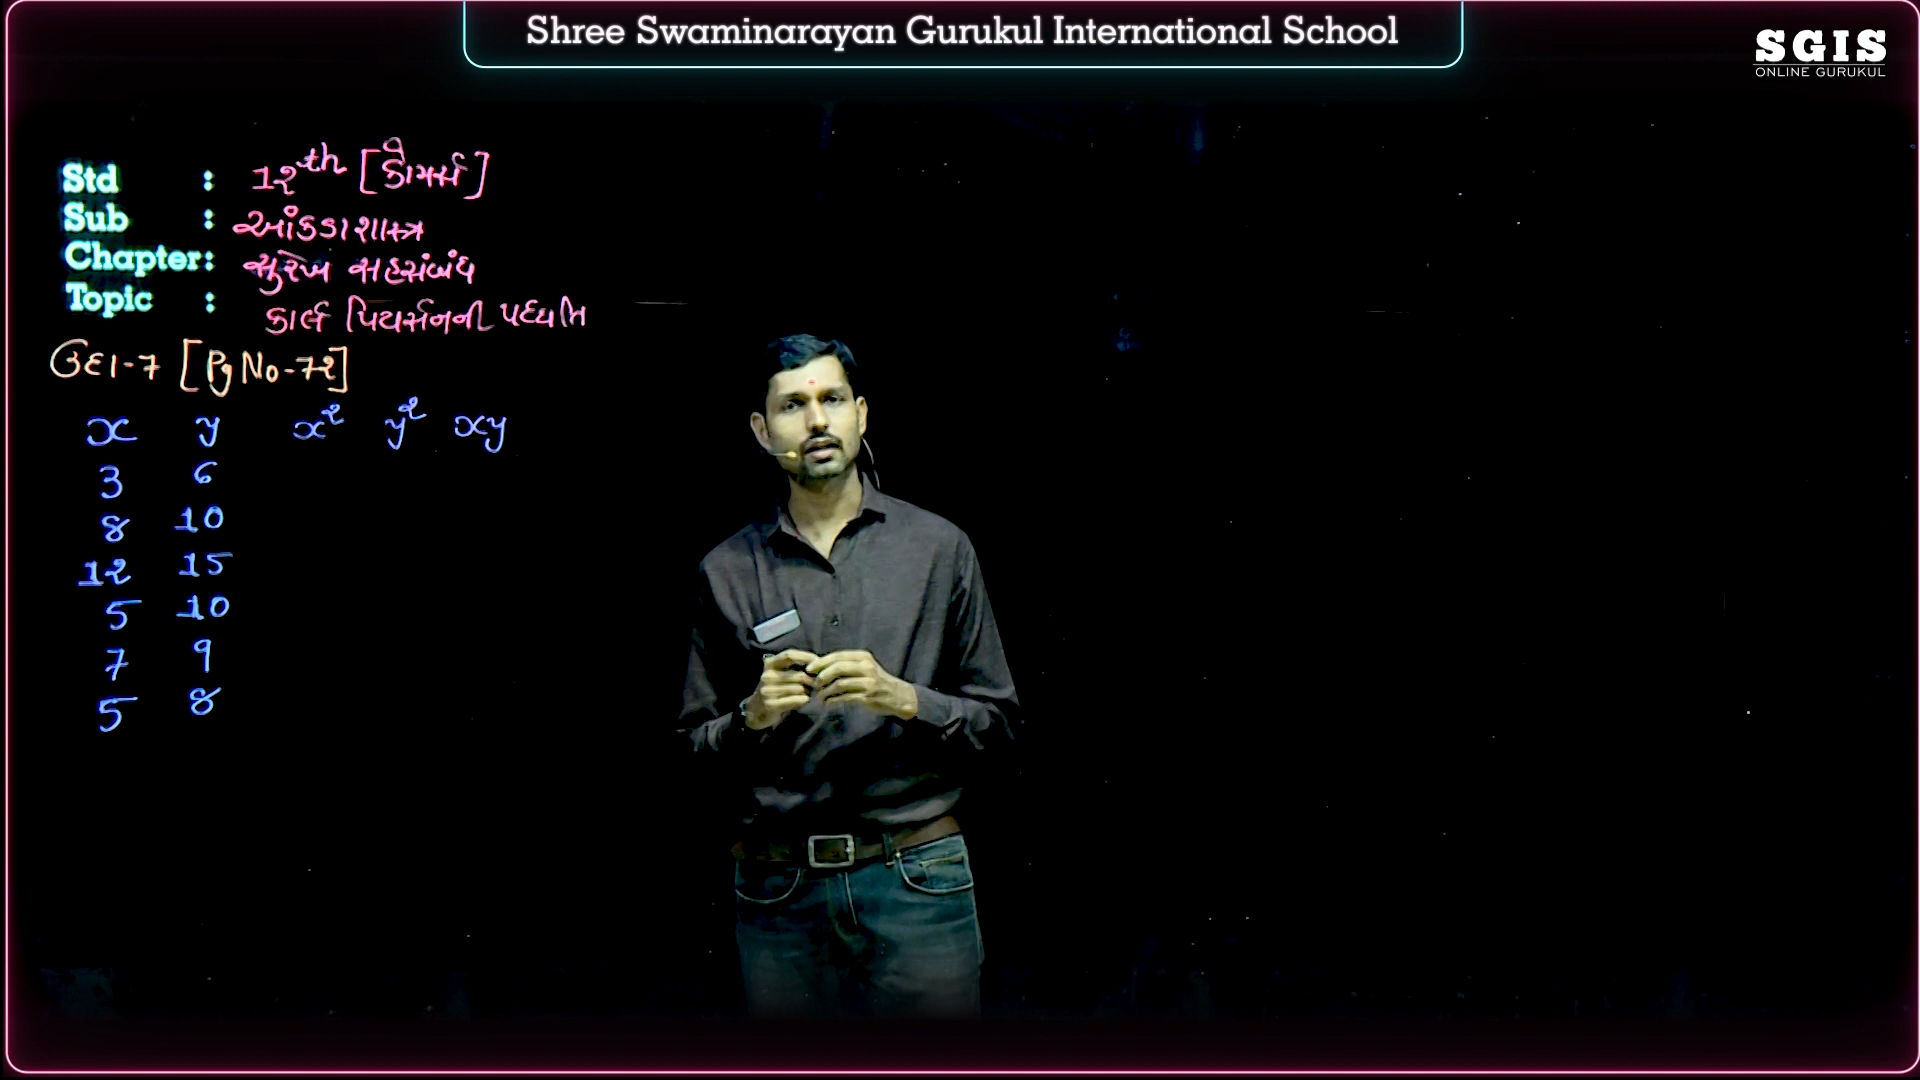 Shree Swaminarayan Gurukul International School
SGIS
ONLINE GURUKUL
Std : 12th [કોમર્સ]
Sub : આંકડાશાસ્ત્ર
Chapter : સુરેખ સહસંબંધ
Topic : કાર્લ પિયર્સનની પધ્ધતિ
ઉદા-7 [Pg No-72]
x y x² y² xy
3 6
8 10
12 15
5 10
7 9
5 8